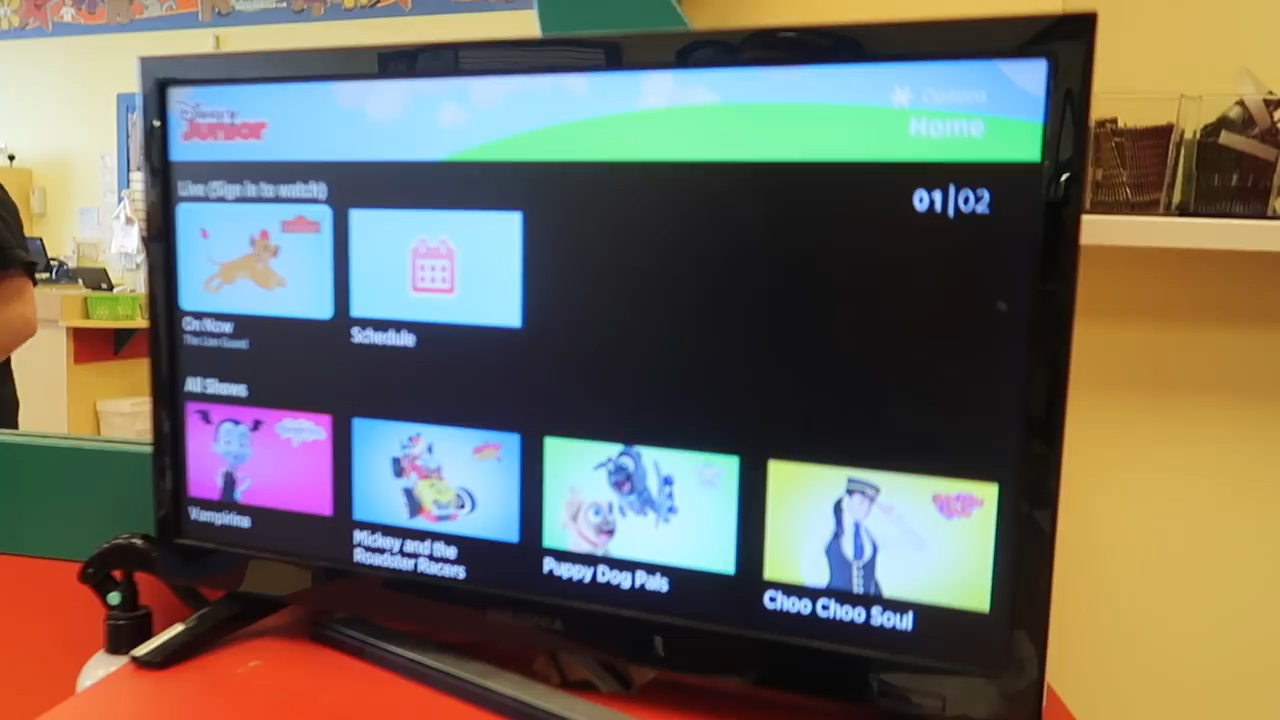 Disney
Junior
Options
Home
Live (Sign in to watch)
01|02
On Now
The Lion Guard
Schedule
All Shows
Vampirina
Mickey and the
Roadster Racers
Puppy Dog Pals
Choo Choo Soul